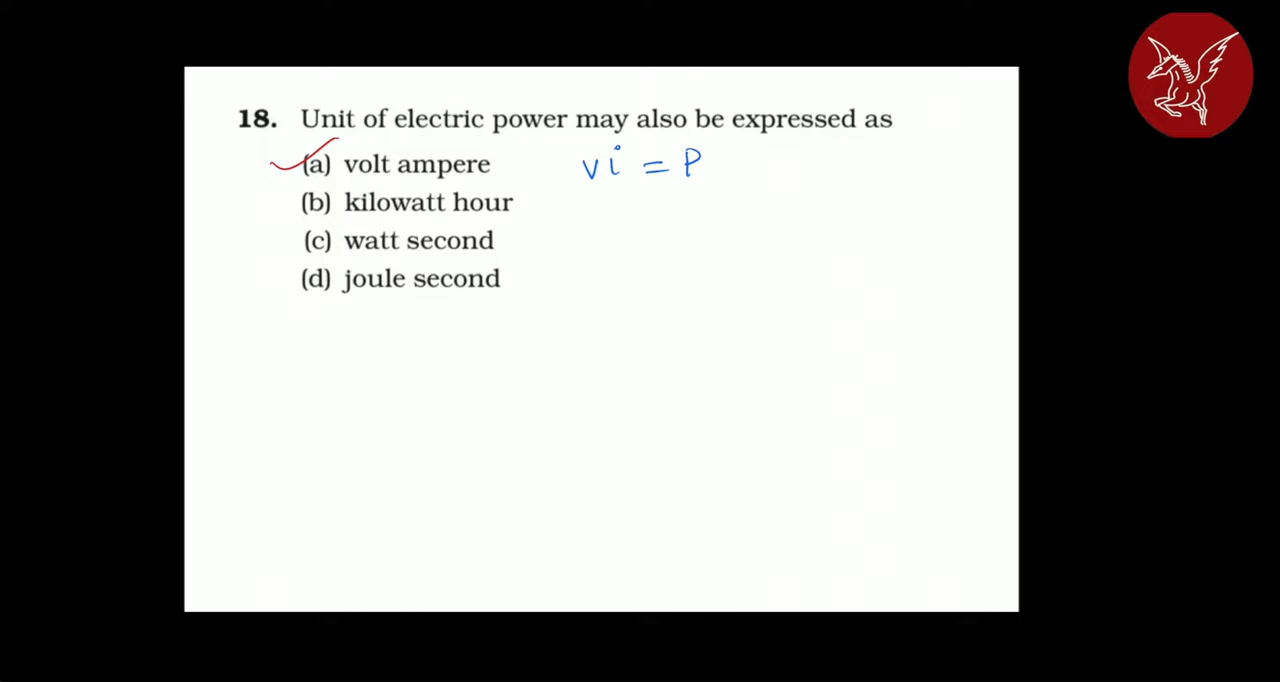 18. Unit of electric power may also be expressed as
(a) volt ampere vi = P
(b) kilowatt hour
(c) watt second
(d) joule second